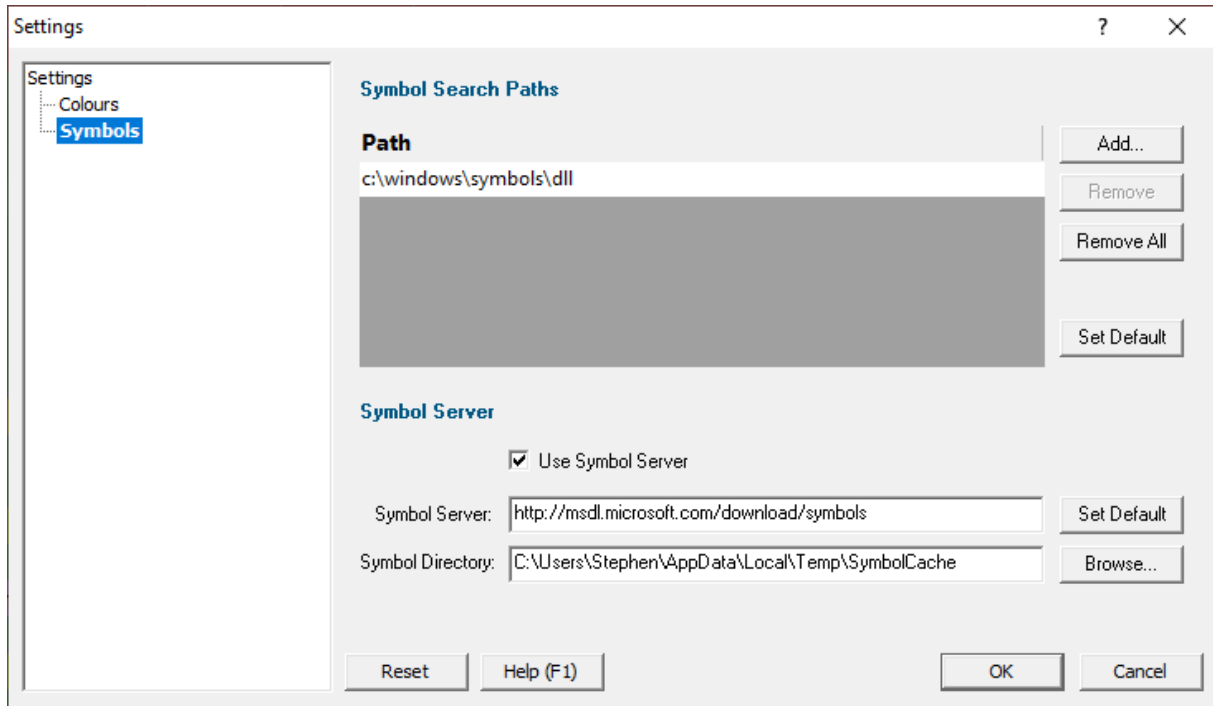 Settings
?
Settings
Colours
Symbols
Symbol Search Paths
Path
c:\windows\symbols\dll
Add...
Remove
Remove All
Set Default
Symbol Server
Use Symbol Server
Symbol Server: http://msdl.microsoft.com/download/symbols Set Default
Symbol Directory: C:\Users\Stephen\AppData\Local\Temp\SymbolCache Browse...
Reset Help (F1) OK Cancel